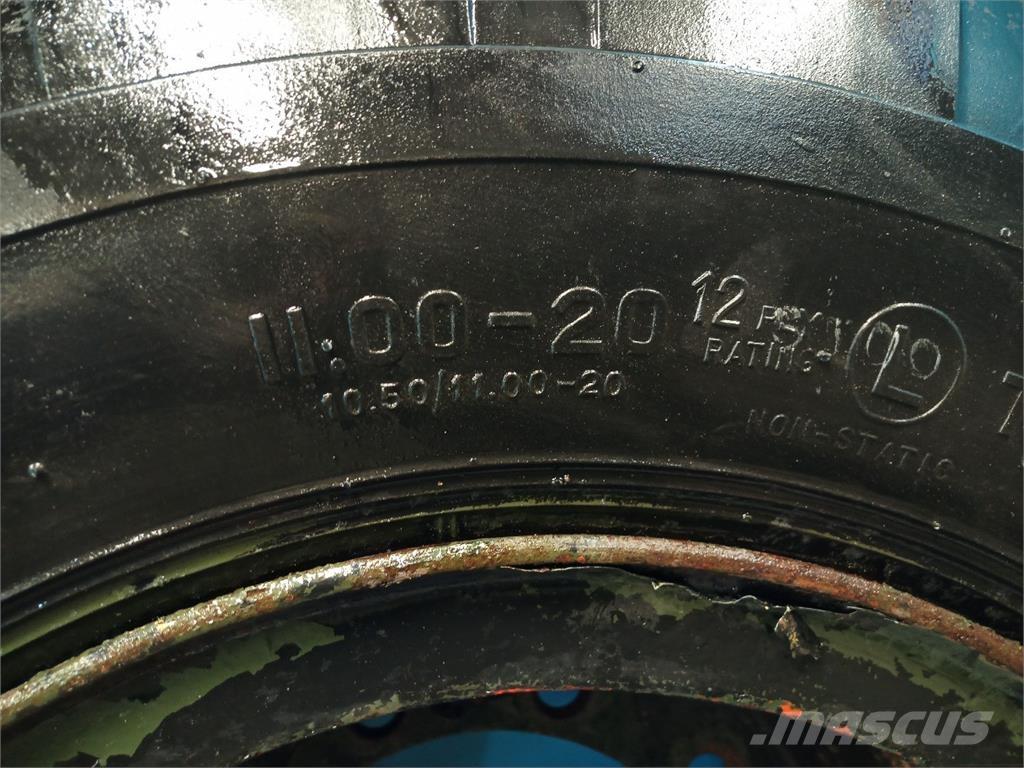 11.00-20
10.50/11.00-20
12
RATING
NON-STATIC
MASCUS